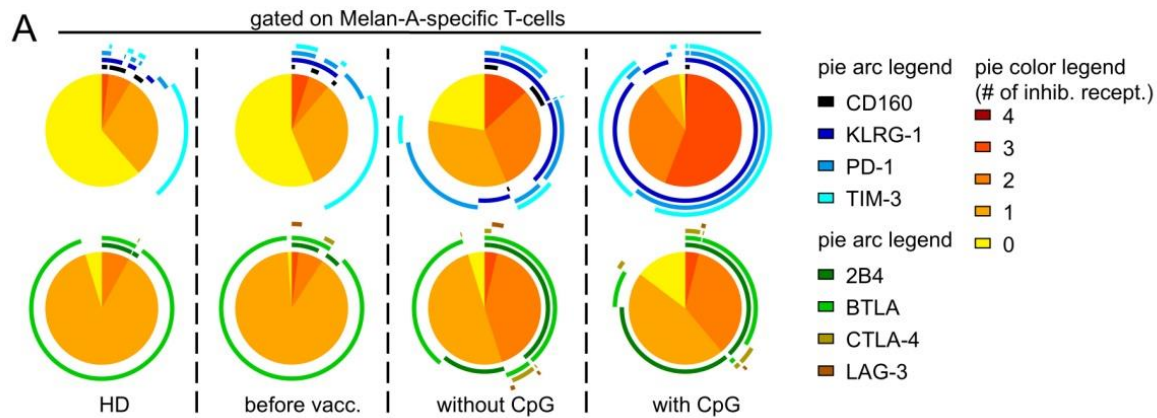 A
gated on Melan-A-specific T-cells
pie arc legend
CD160
KLRG-1
PD-1
TIM-3
pie color legend
(# of inhib. recept.)
4
3
2
1
0
pie arc legend
2B4
BTLA
CTLA-4
LAG-3
HD
before vacc.
without CpG
with CpG